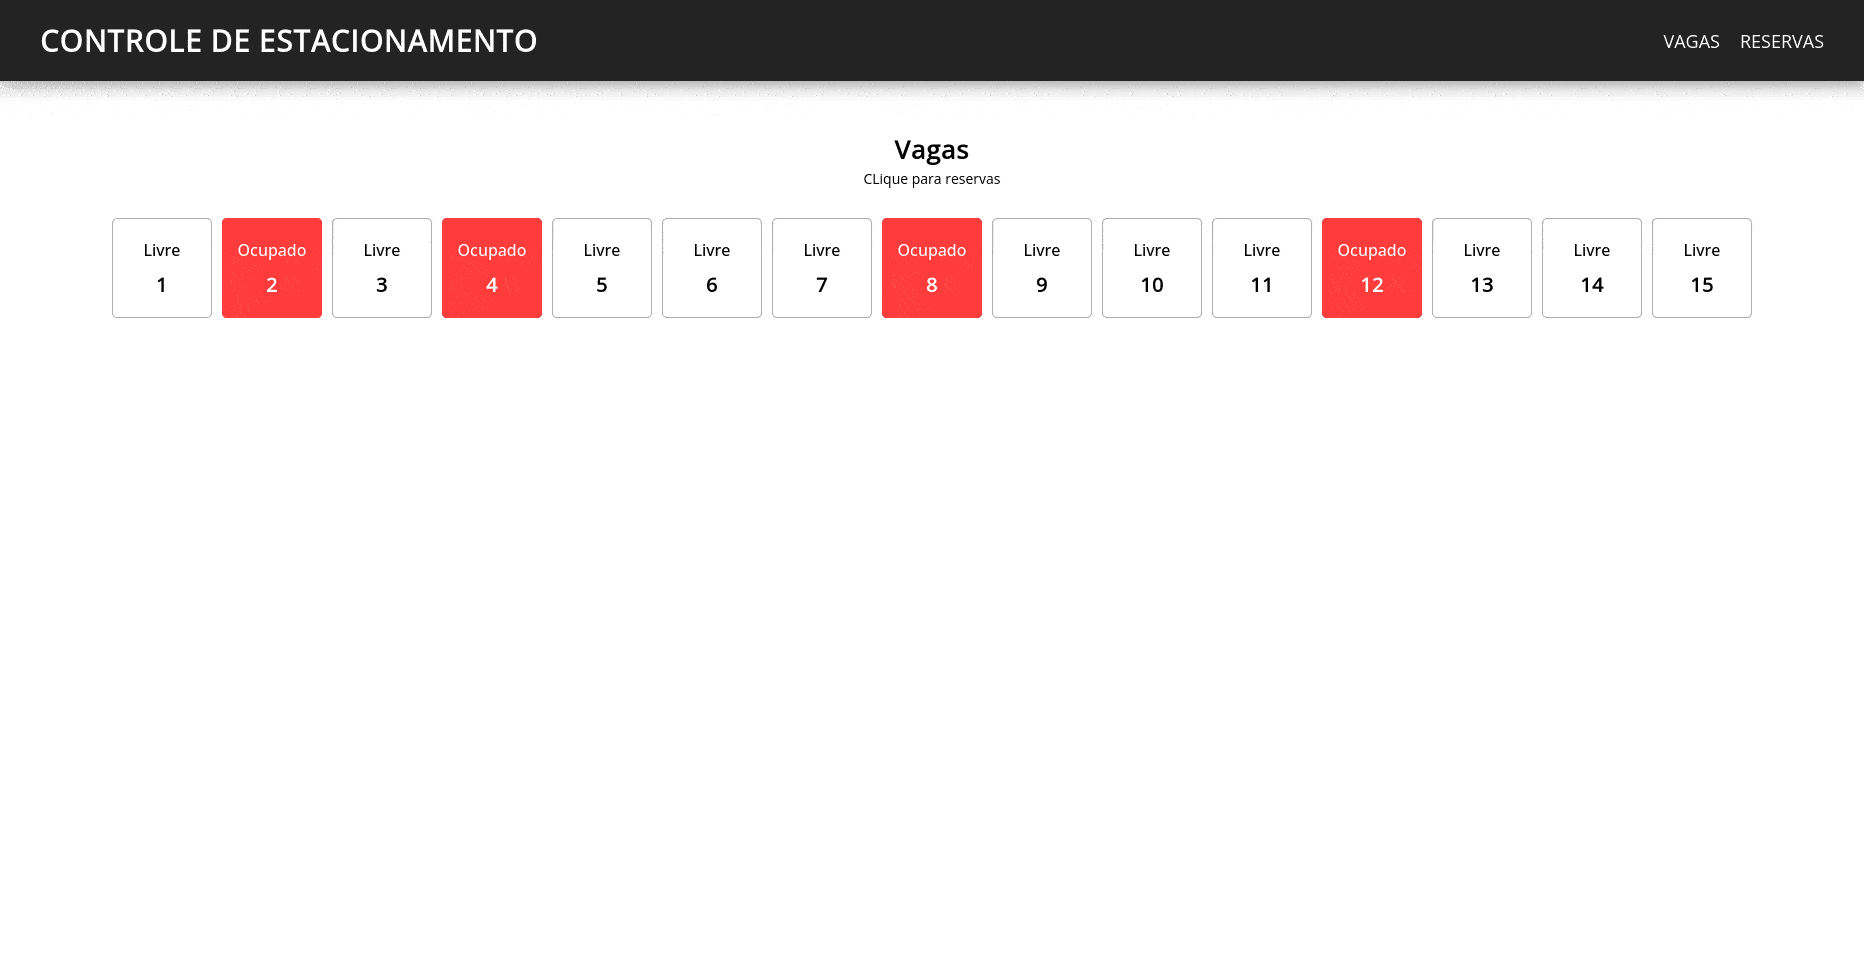 CONTROLE DE ESTACIONAMENTO VAGAS RESERVAS
Vagas
CLique para reservas
Livre Ocupado Livre Ocupado Livre Livre Livre Ocupado Livre Livre Livre Ocupado Livre Livre Livre
1 2 3 4 5 6 7 8 9 10 11 12 13 14 15